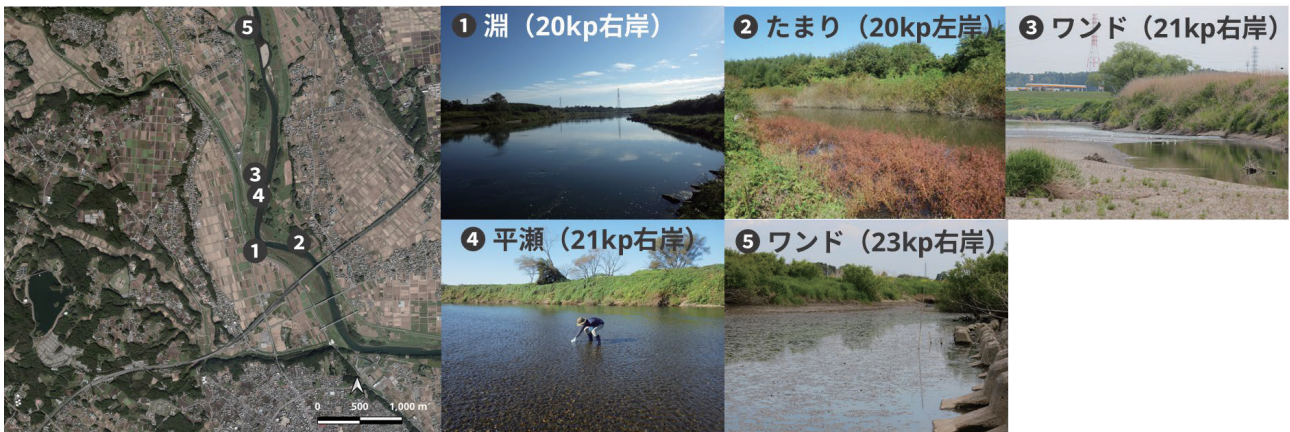 5
3
4
1
2
0 500 1,000 m
❶ 淵（20kp右岸）
❷ たまり（20kp左岸）
❸ ワンド（21kp右岸）
❹ 平瀬（21kp右岸）
❺ ワンド（23kp右岸）